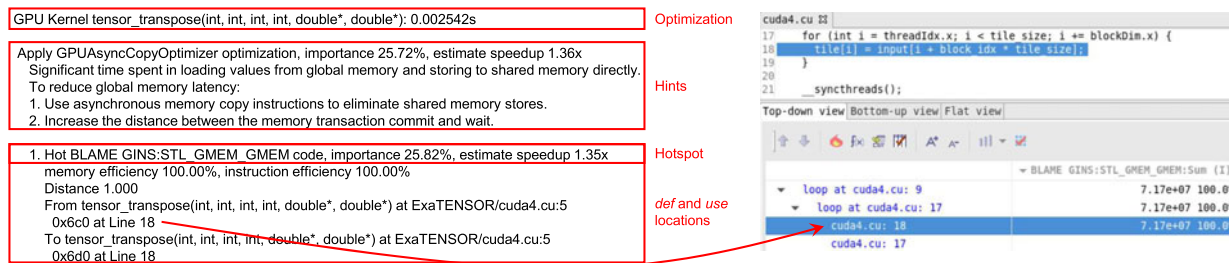 GPU Kernel tensor_transpose(int, int, int, int, double*, double*): 0.002542s
Optimization
Apply GPUAsyncCopyOptimizer optimization, importance 25.72%, estimate speedup 1.36x
Significant time spent in loading values from global memory and storing to shared memory directly.
To reduce global memory latency:
1. Use asynchronous memory copy instructions to eliminate shared memory stores.
2. Increase the distance between the memory transaction commit and wait.
Hints
1. Hot BLAME GINS:STL_GMEM_GMEM code, importance 25.82%, estimate speedup 1.35x
Hotspot
memory efficiency 100.00%, instruction efficiency 100.00%
Distance 1.000
From tensor_transpose(int, int, int, int, double*, double*) at ExaTENSOR/cuda4.cu:5
0x6c0 at Line 18
To tensor_transpose(int, int, int, int, double*, double*) at ExaTENSOR/cuda4.cu:5
0x6d0 at Line 18
def and use
locations
cuda4.cu
17 for (int i = threadIdx.x; i < tile_size; i += blockDim.x) {
18 tile[i] = input[i + block_idx * tile_size];
19 }
20
21 __syncthreads();
Top-down view Bottom-up view Flat view
BLAME GINS:STL_GMEM_GMEM:Sum (I)
loop at cuda4.cu: 9 7.17e+07 100.0
loop at cuda4.cu: 17 7.17e+07 100.0
cuda4.cu: 18 7.17e+07 100.0
cuda4.cu: 17